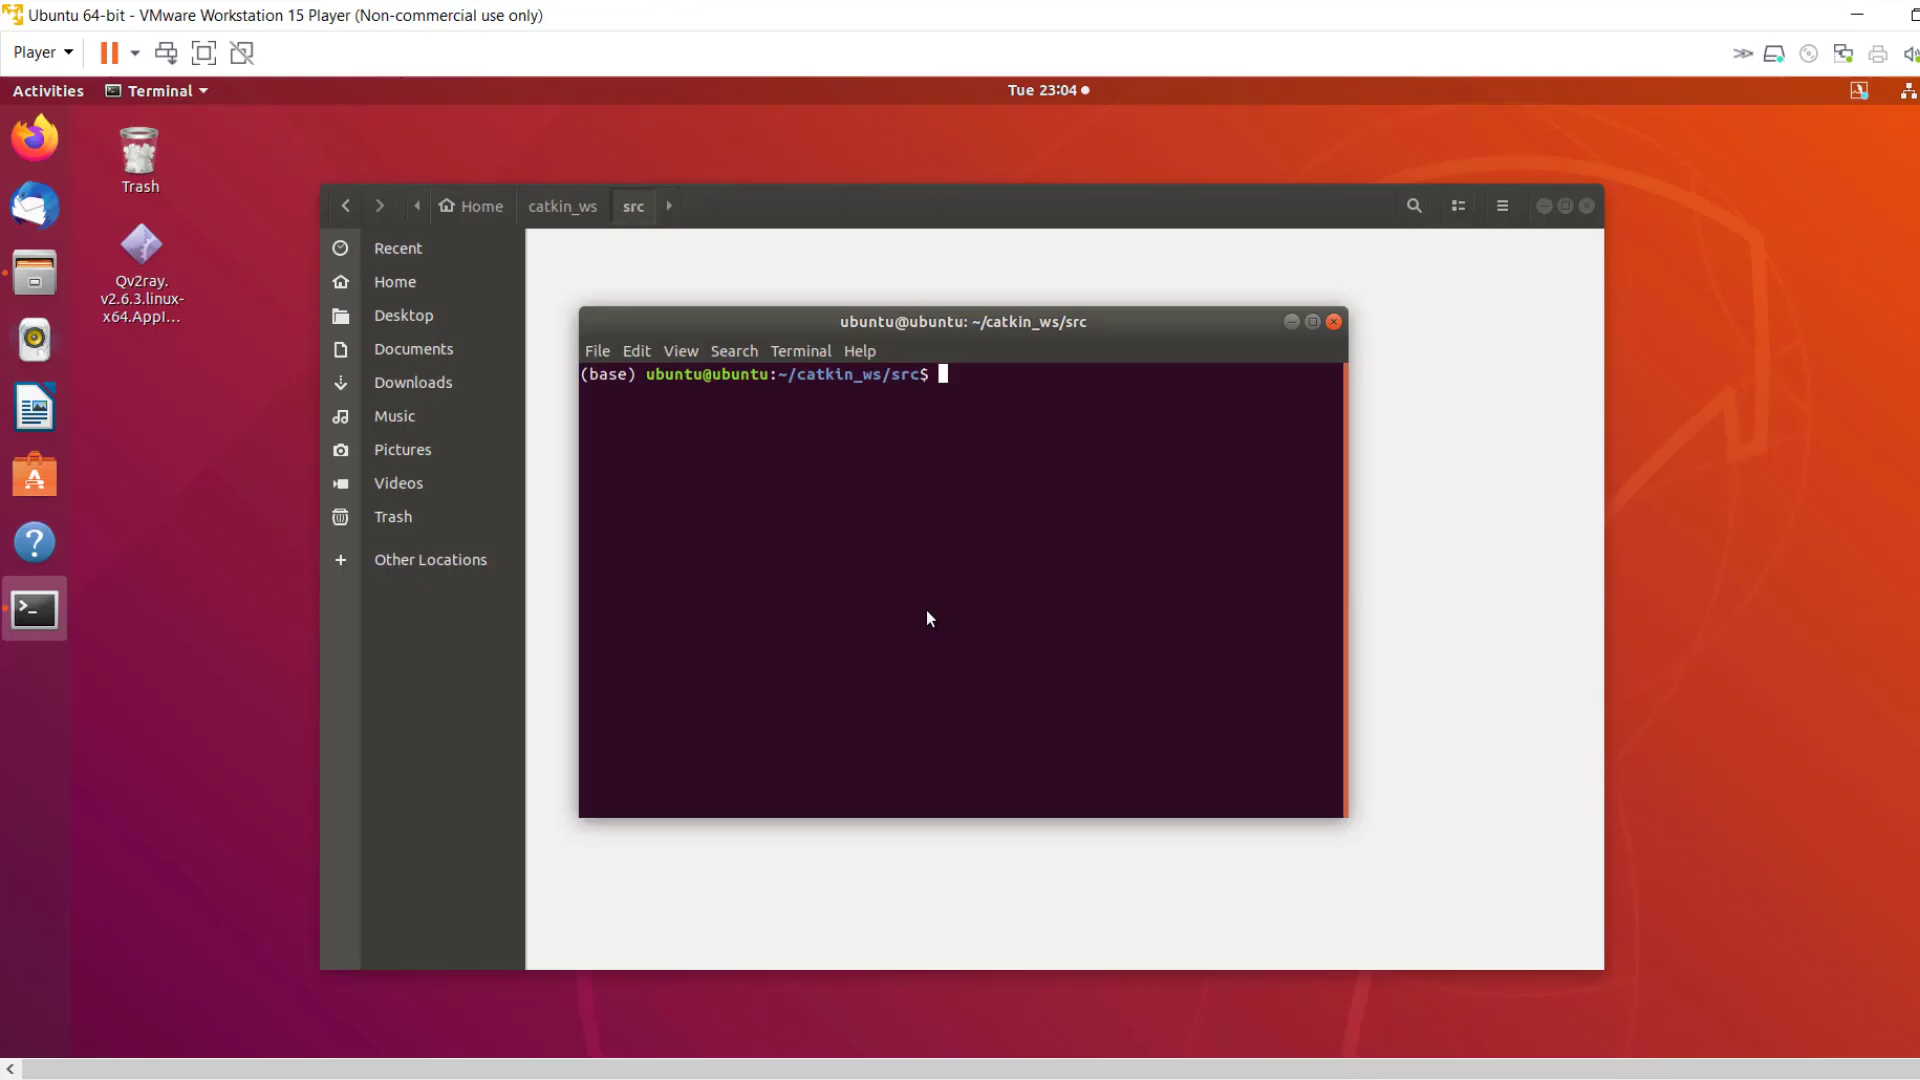 Ubuntu 64-bit - VMware Workstation 15 Player (Non-commercial use only)
Player
Activities
Terminal
Tue 23:04
Trash
Qv2ray.
v2.6.3.linux-
x64.AppI...
Home
catkin_ws
src
Recent
Home
Desktop
Documents
Downloads
Music
Pictures
Videos
Trash
Other Locations
ubuntu@ubuntu: ~/catkin_ws/src
File Edit View Search Terminal Help
(base) ubuntu@ubuntu:~/catkin_ws/src$